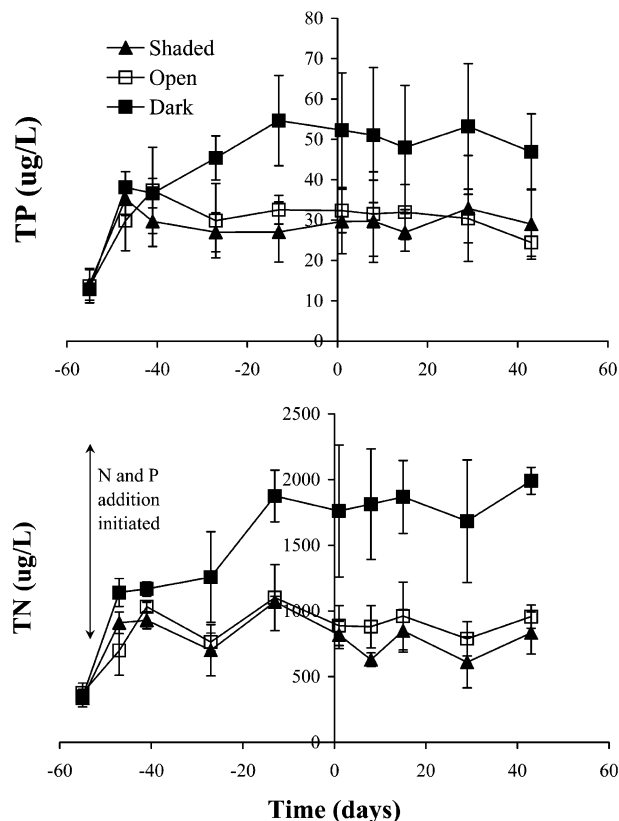 80
Shaded
70
Open
60
Dark
50
40
30
20
10
0
TP (ug/L)
-60 -40 -20 0 20 40 60
2500
N and P
addition
initiated
2000
1500
1000
500
0
TN (ug/L)
-60 -40 -20 0 20 40 60
Time (days)